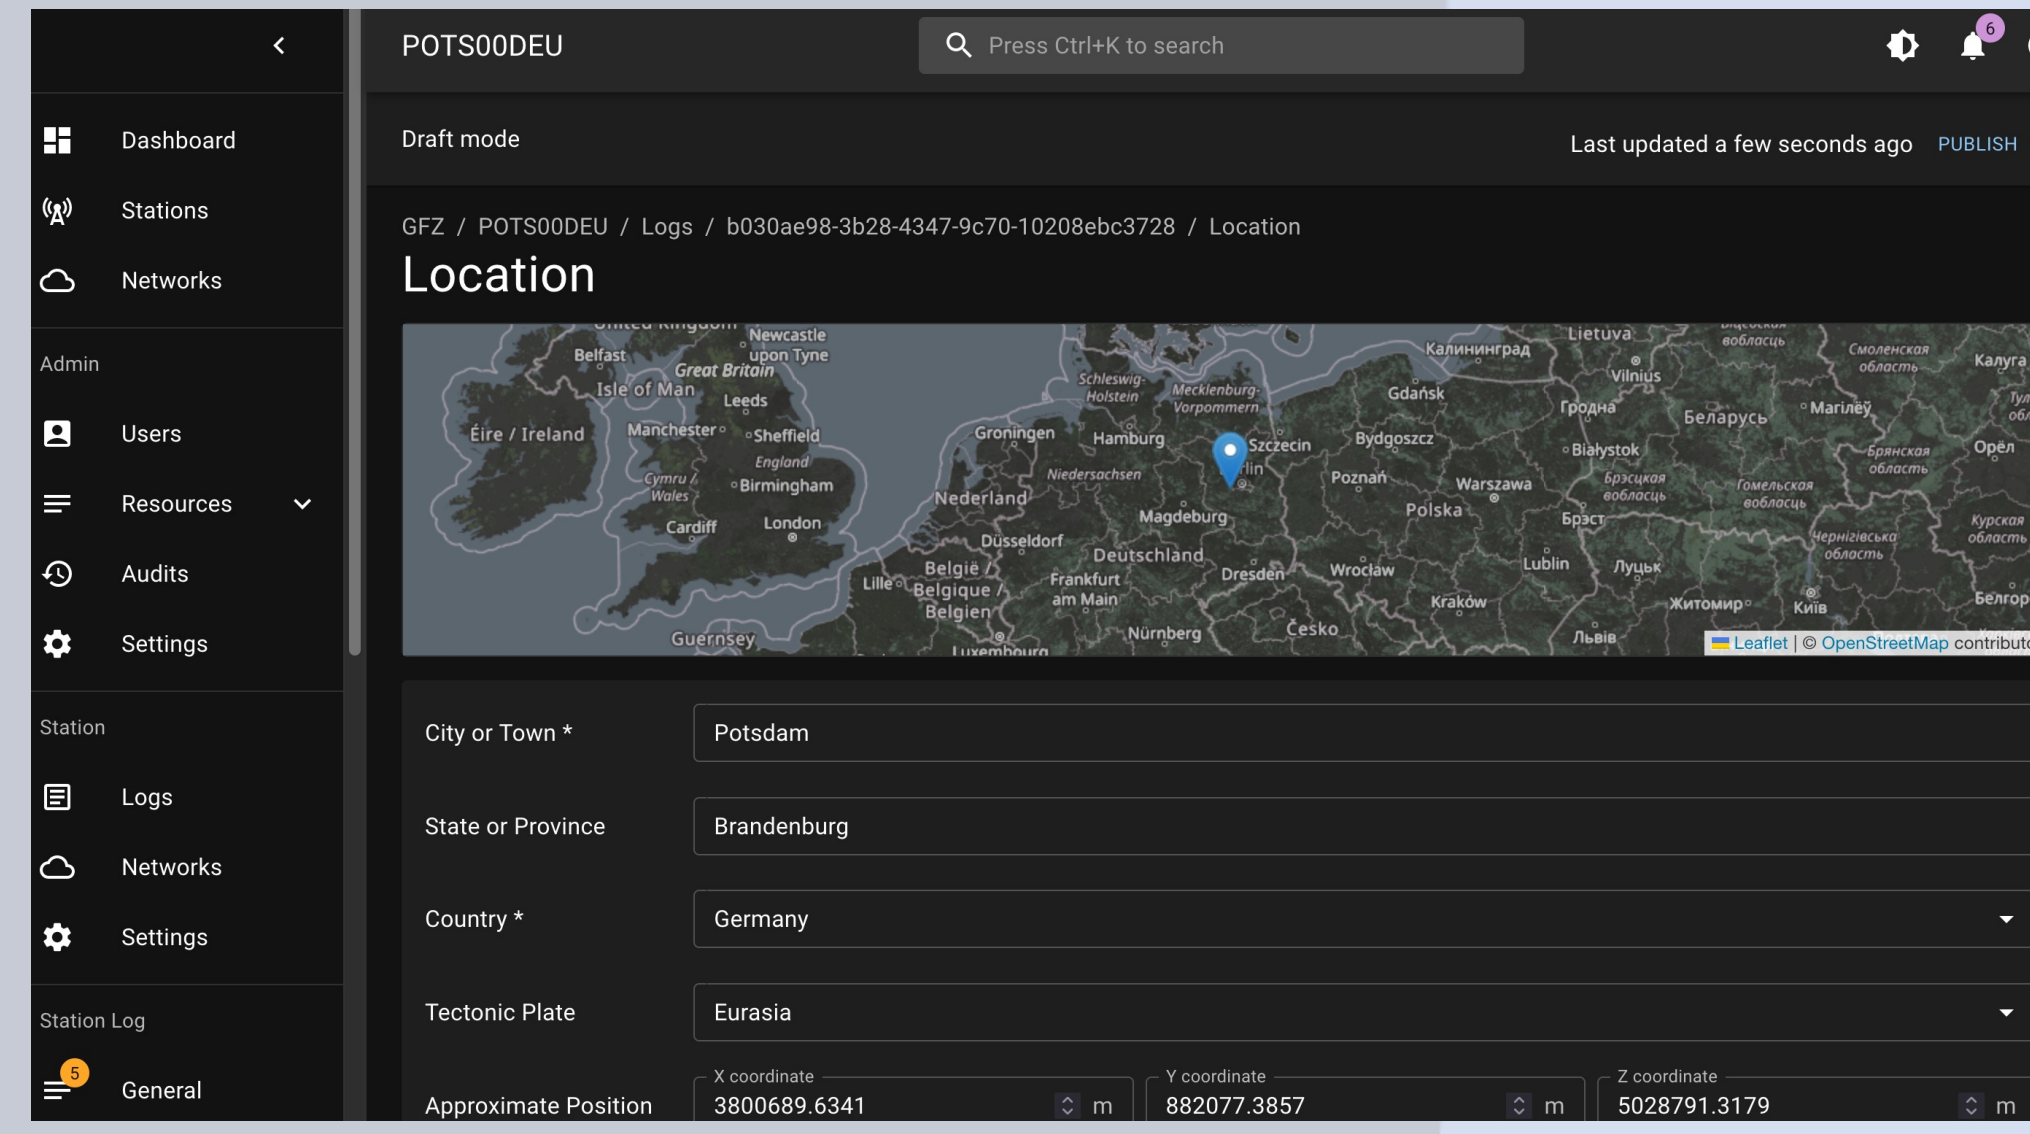 POTS00DEU
Press Ctrl+K to search
6
Dashboard
Stations
Networks
Admin
Users
Resources
Audits
Settings
Station
Logs
Networks
Settings
Station Log
5
General
Draft mode
Last updated a few seconds ago PUBLISH
GFZ / POTS00DEU / Logs / b030ae98-3b28-4347-9c70-10208ebc3728 / Location
Location
United Kingdom
Newcastle
upon Tyne
Belfast
Great Britain
Isle of Man
Leeds
Éire / Ireland
Manchester
Sheffield
England
Cymru /
Wales
Birmingham
Cardiff
London
Guernsey
Schleswig-
Holstein
Mecklenburg-
Vorpommern
Groningen
Hamburg
Szczecin
Niedersachsen
Nederland
Magdeburg
Düsseldorf
Deutschland
België /
Belgique /
Belgien
Lille
Frankfurt
am Main
Dresden
Nürnberg
Česko
Luxembourg
Калининград
Lietuva
Vilnius
Gdańsk
Гродна
Беларусь
Магілёў
Смоленская
область
Калуга
Bydgoszcz
Białystok
Poznań
Warszawa
Polska
Брэсцкая
вобласць
Брэст
Гомельская
вобласць
Брянская
область
Орёл
Курская
область
Чернігівська
область
Wrocław
Lublin
Луцьк
Kraków
Житомир
Київ
Львів
Leaflet | © OpenStreetMap
City or Town * Potsdam
State or Province Brandenburg
Country * Germany
Tectonic Plate Eurasia
Approximate Position
X coordinate
3800689.6341 m
Y coordinate
882077.3857 m
Z coordinate
5028791.3179 m